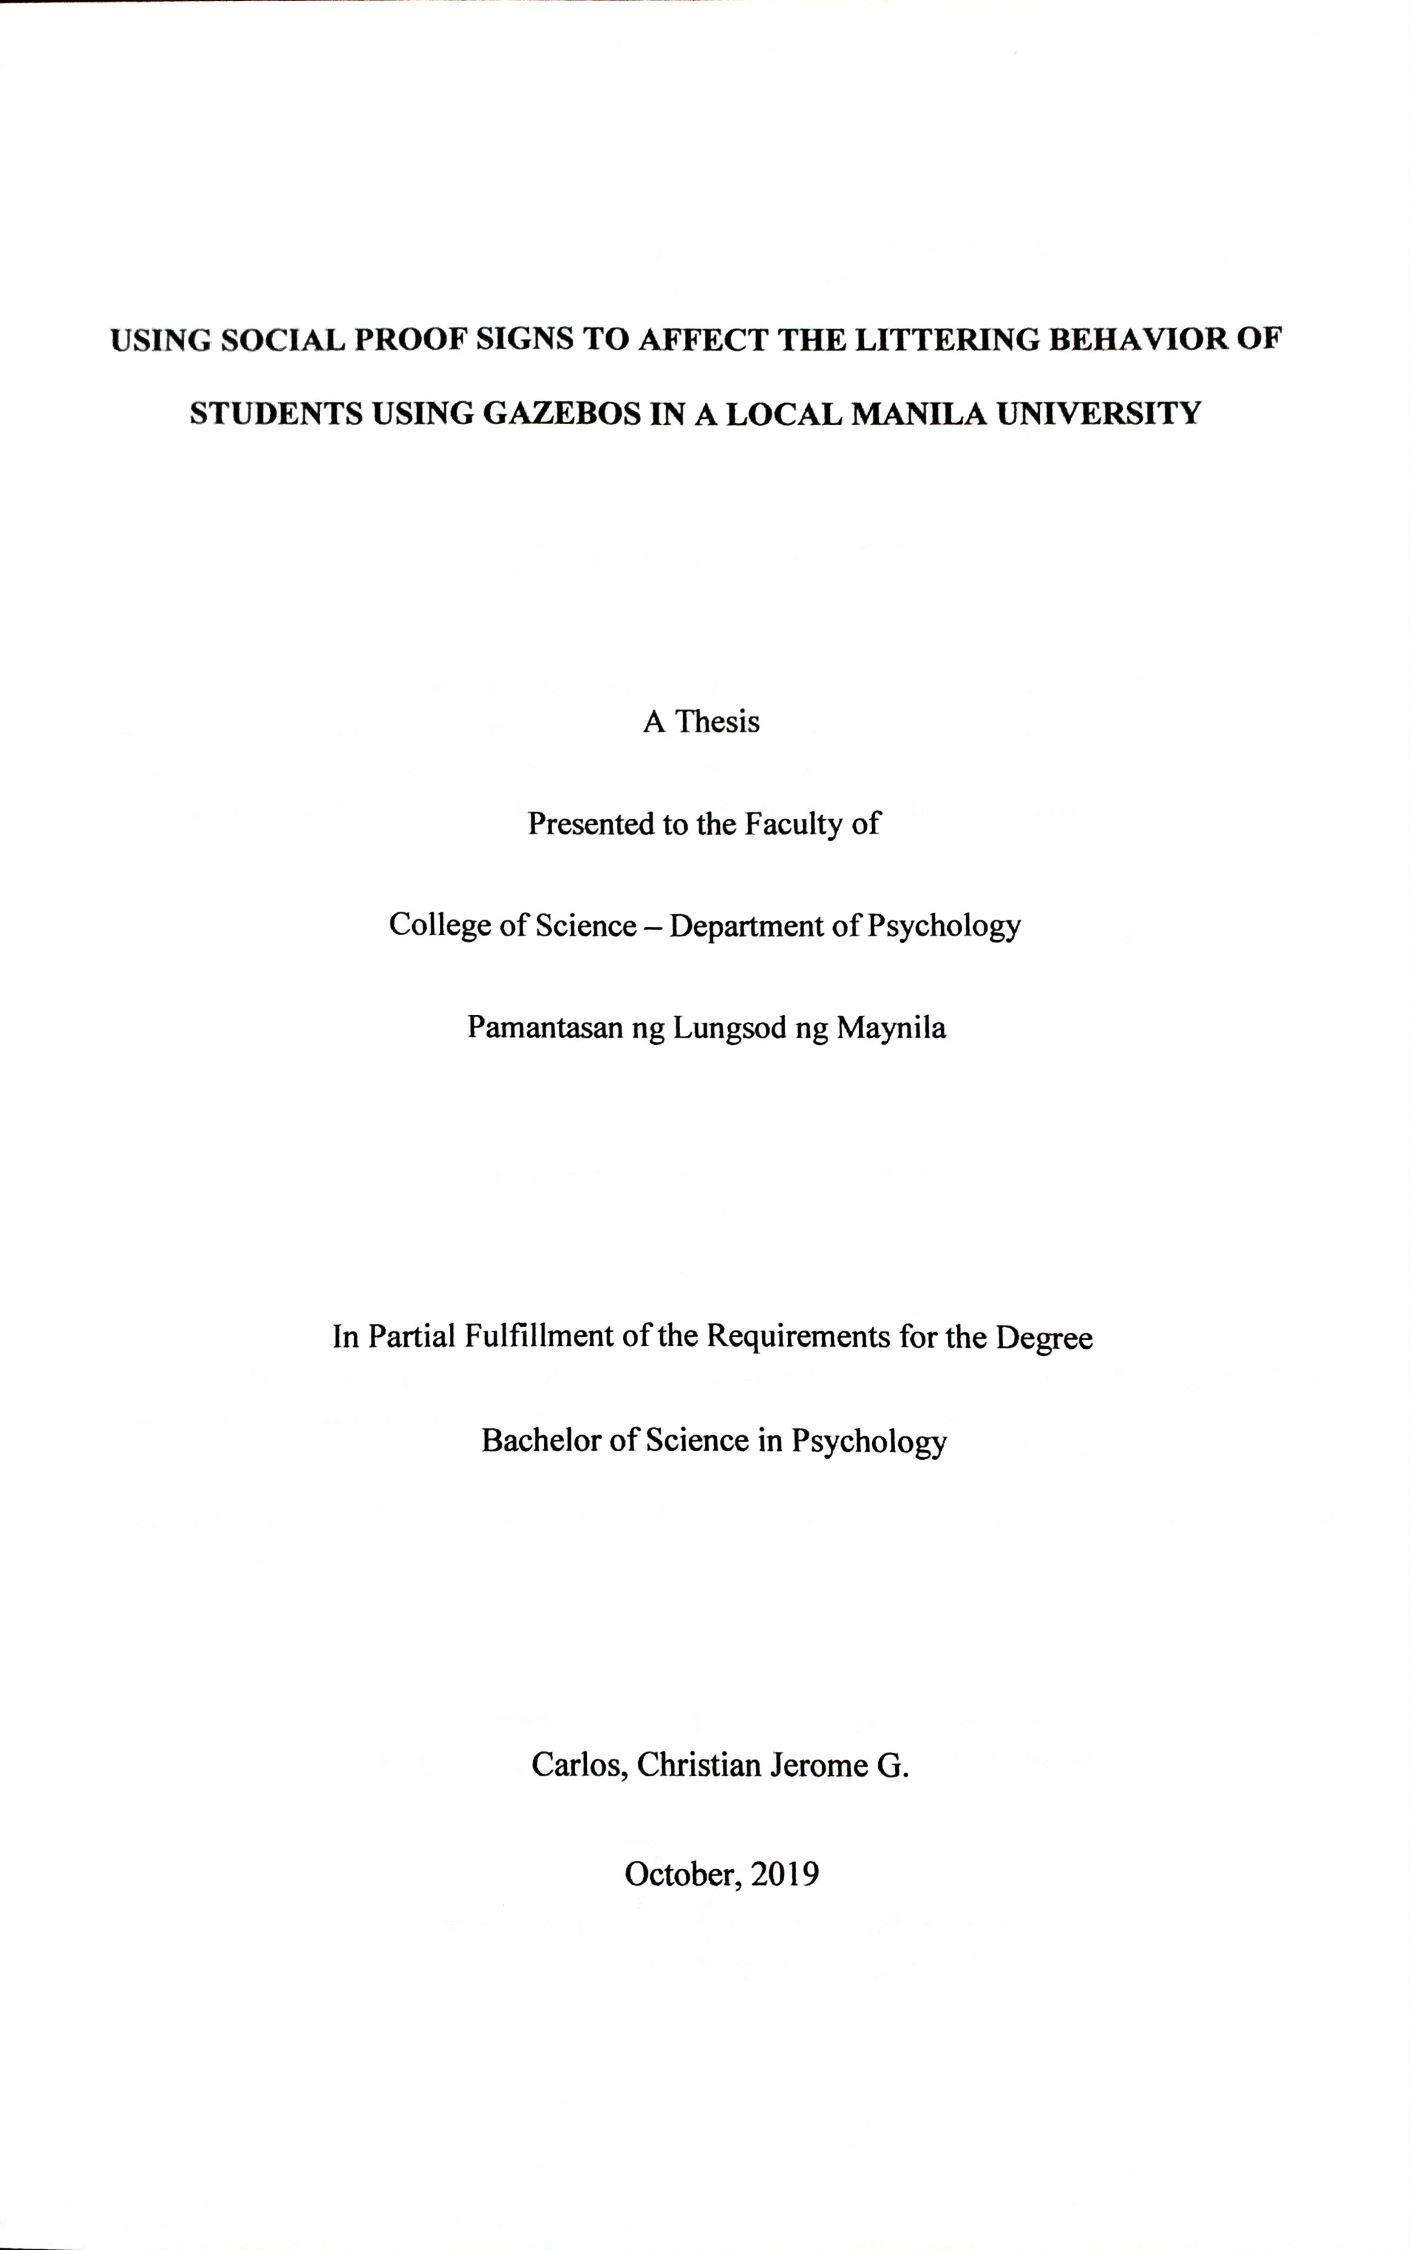 USING SOCIAL PROOF SIGNS TO AFFECT THE LITTERING BEHAVIOR OF
STUDENTS USING GAZEBOS IN A LOCAL MANILA UNIVERSITY
A Thesis
Presented to the Faculty of
College of Science – Department of Psychology
Pamantasan ng Lungsod ng Maynila
In Partial Fulfillment of the Requirements for the Degree
Bachelor of Science in Psychology
Carlos, Christian Jerome G.
October, 2019